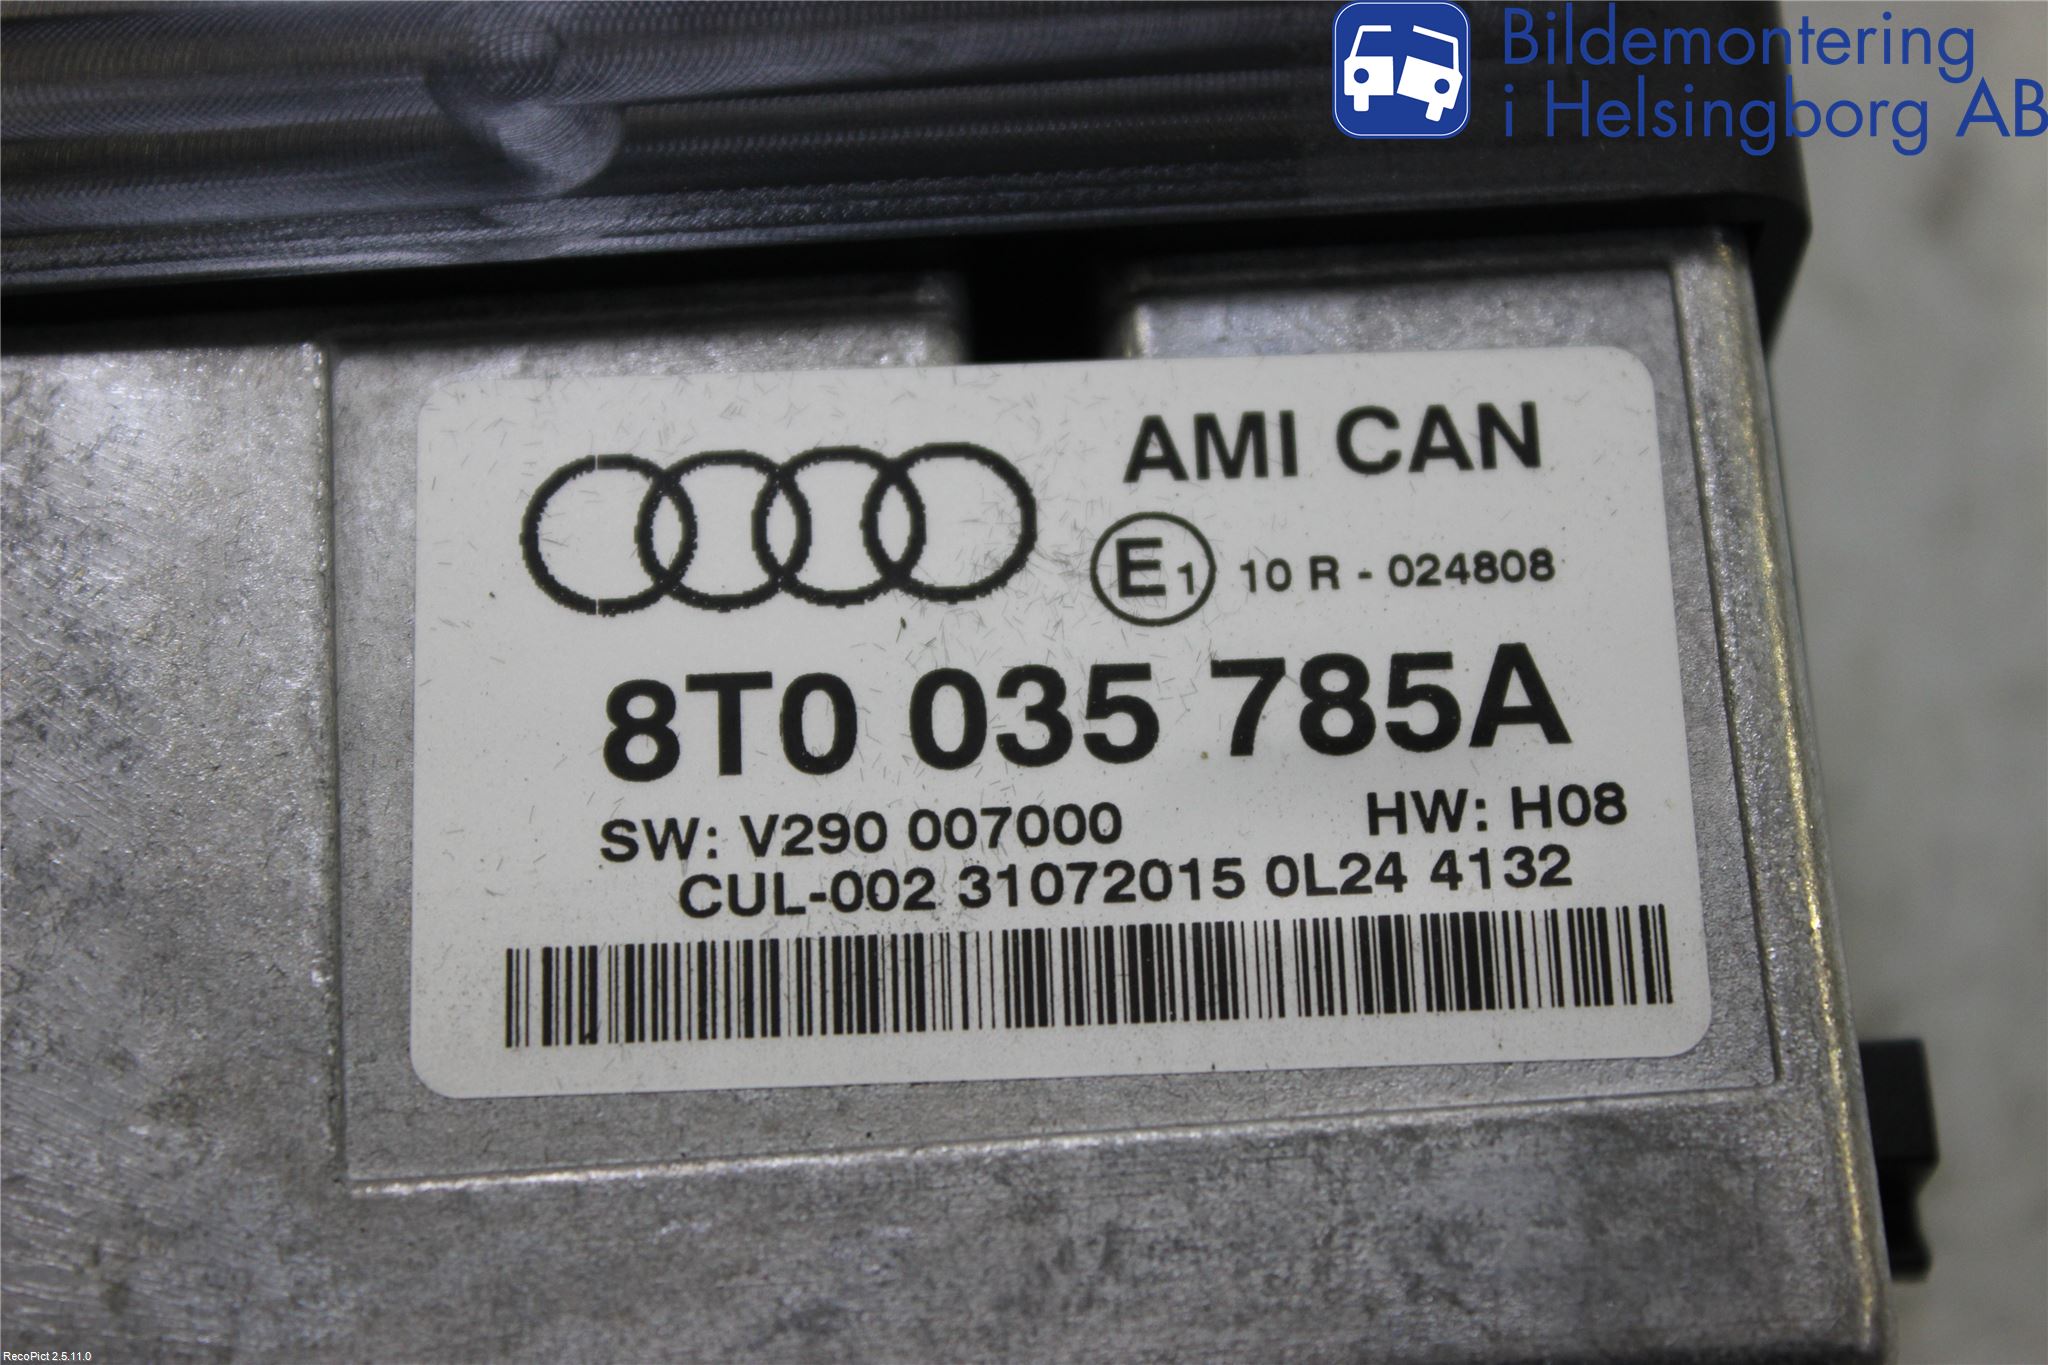 Bildemontering
i Helsingborg AB
AMI CAN
E1 10 R - 024808
8T0 035 785A
SW: V290 007000 HW: H08
CUL-002 31072015 0L24 4132
RecoPict 2.5.11.0